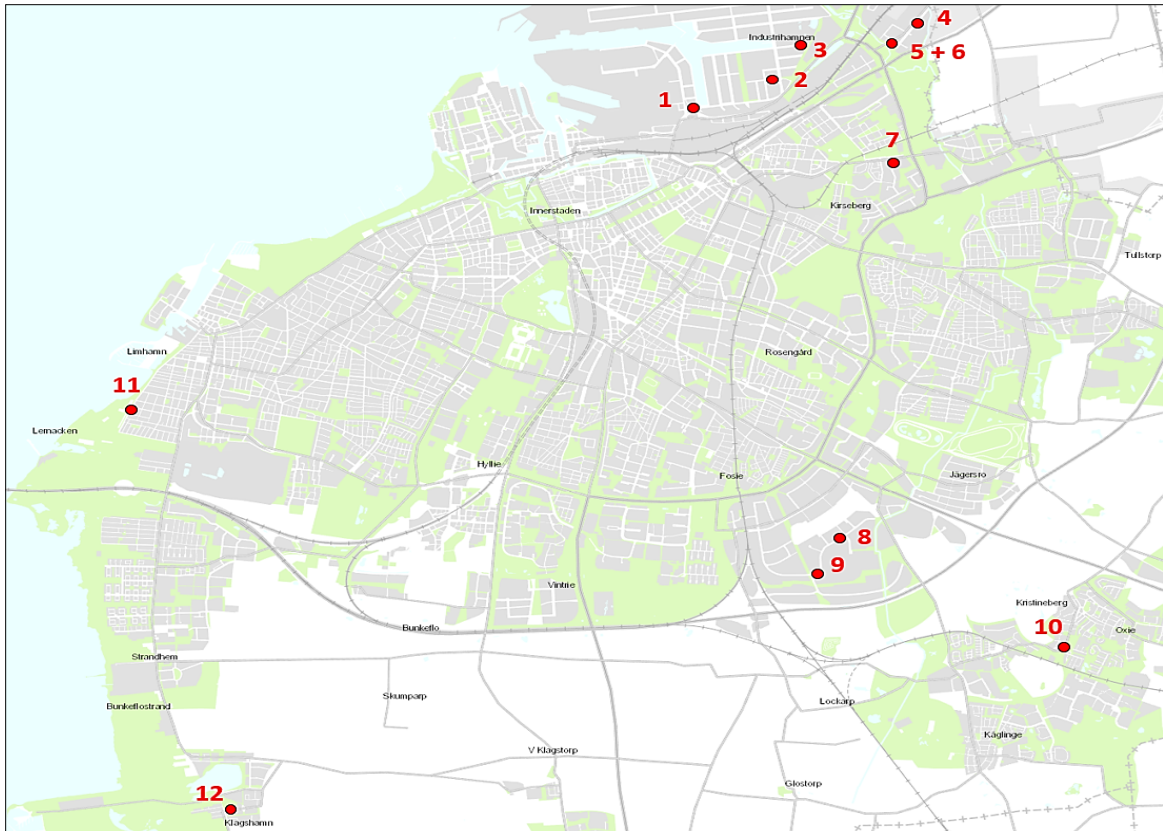 4
Industrihamnen
3
5 + 6
2
1
7
Kirseberg
Innerstaden
Tullstorp
Limhamn
Rosengård
11
Lernacken
Hyllie
Fosie
Jägersro
8
9
Vintrie
Kristineberg
10
Bunkeflo
Oxie
Strandhem
Skumparp
Lockarp
Bunkeflostrand
Käglinge
V Klagstorp
Glostorp
12
Klagshamn